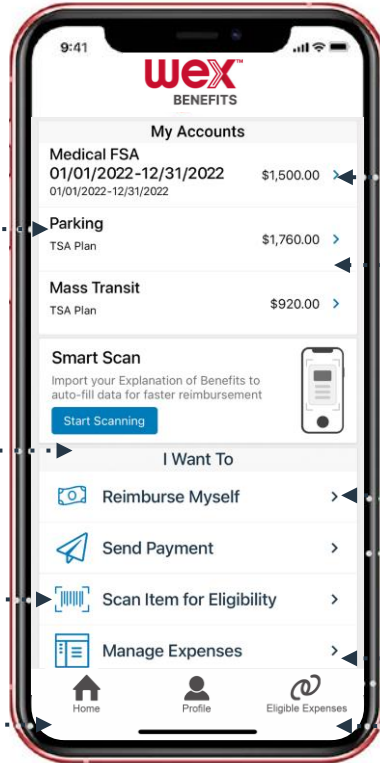 9:41
wex™
BENEFITS
My Accounts
Medical FSA
01/01/2022-12/31/2022 $1,500.00 >
01/01/2022-12/31/2022
Parking
TSA Plan $1,760.00 >
Mass Transit
TSA Plan $920.00 >
Smart Scan
Import your Explanation of Benefits to
auto-fill data for faster reimbursement
Start Scanning
I Want To
Reimburse Myself >
Send Payment >
Scan Item for Eligibility >
Manage Expenses >
Home Profile Eligible Expenses